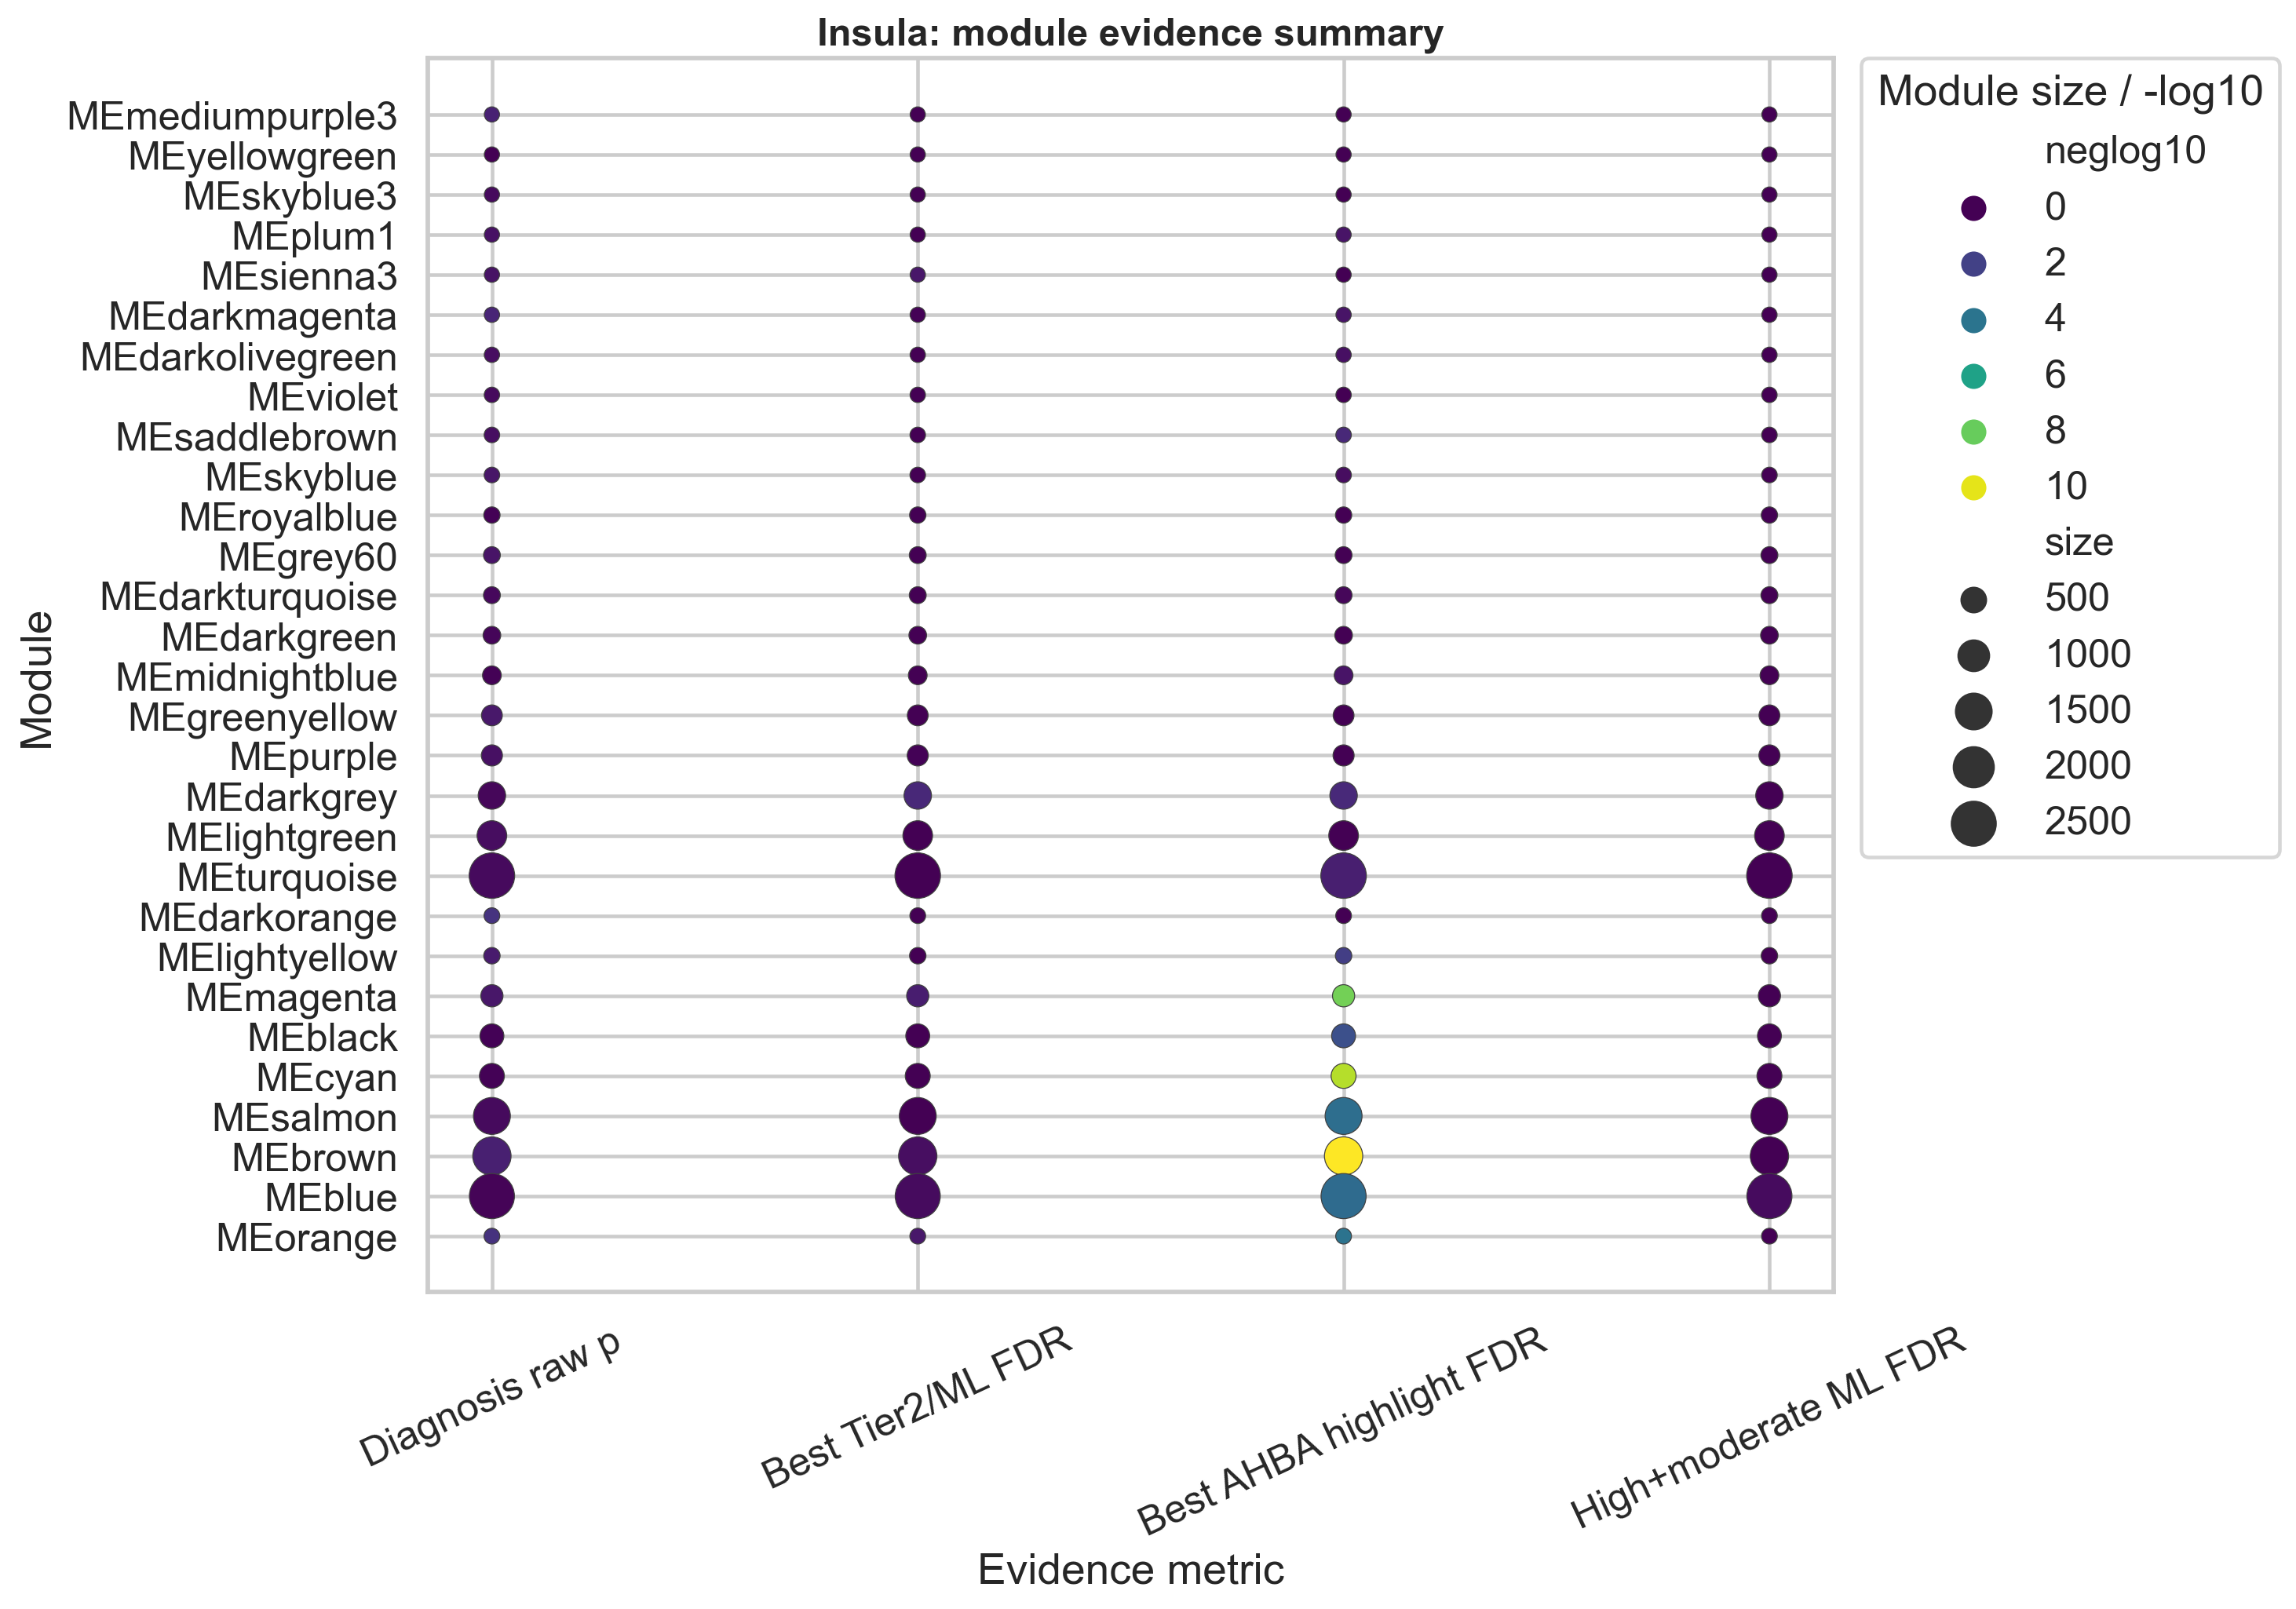 Insula: module evidence summary
Module
MEmediumpurple3
MEyellowgreen
MEskyblue3
MEplum1
MEsienna3
MEdarkmagenta
MEdarkolivegreen
MEviolet
MEsaddlebrown
MEskyblue
MEroyalblue
MEgrey60
MEdarkturquoise
MEdarkgreen
MEmidnightblue
MEgreenyellow
MEpurple
MEdarkgrey
MElightgreen
MEturquoise
MEdarkorange
MElightyellow
MEmagenta
MEblack
MEcyan
MEsalmon
MEbrown
MEblue
MEorange
Diagnosis raw p
Best Tier2/ML FDR
Best AHBA highlight FDR
High+moderate ML FDR
Evidence metric
Module size / -log10
neglog10
0
2
4
6
8
10
size
500
1000
1500
2000
2500